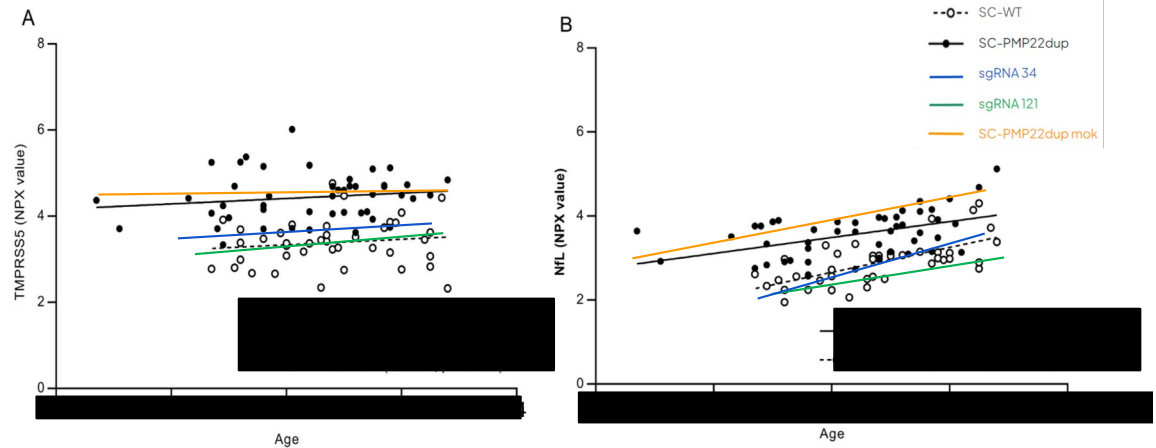 A
8
6
4
2
0
TMPRSS5 (NPX value)
Age
B
8
6
4
2
0
NfL (NPX value)
Age
SC-WT
SC-PMP22dup
sgRNA 34
sgRNA 121
SC-PMP22dup mok